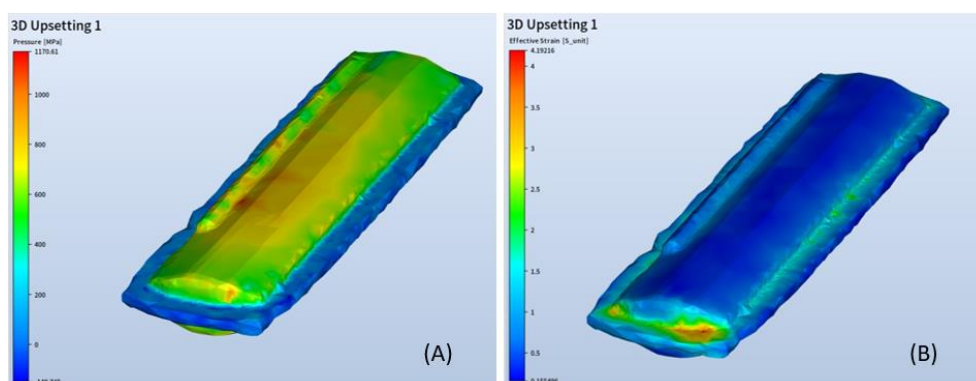 3D Upsetting 1
Pressure [MPa]
1170.61
1000
800
600
400
200
0
(A)
3D Upsetting 1
Effective Strain [S_unit]
4.19216
4
3.5
3
2.5
2
1.5
1
0.5
(B)